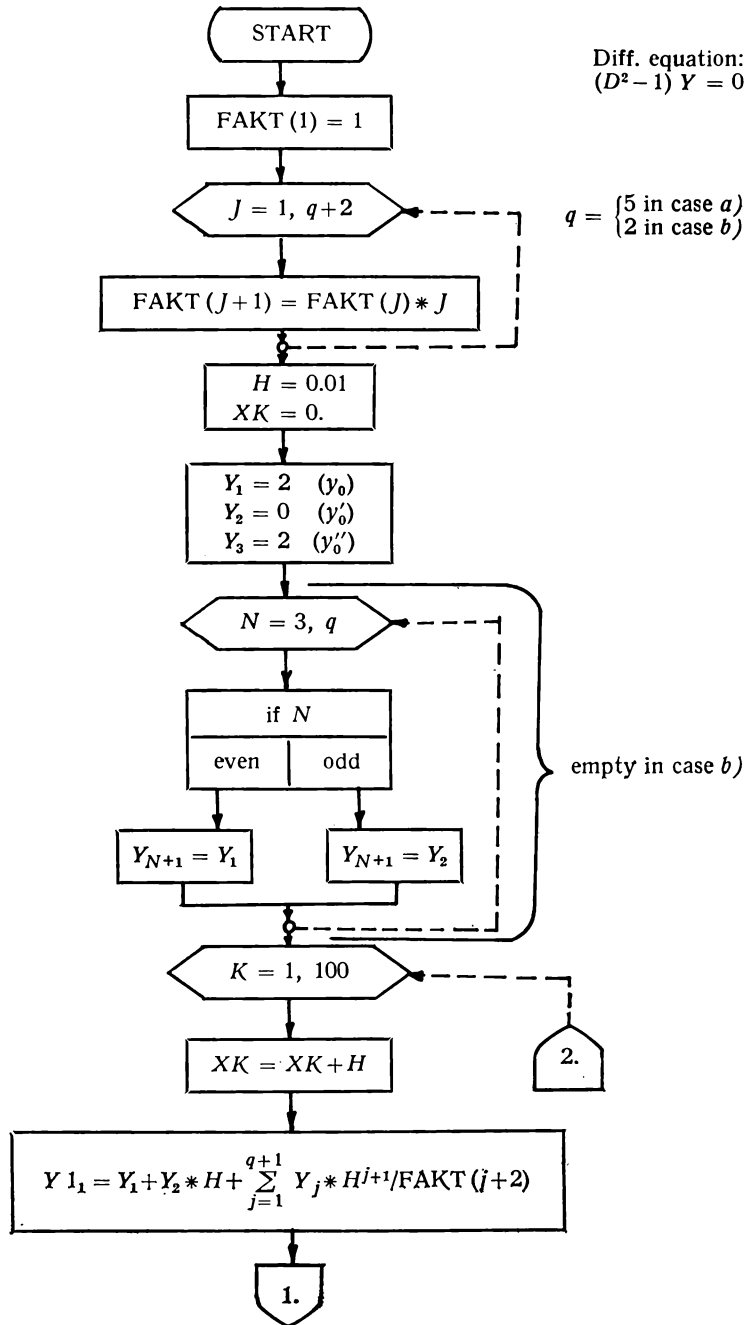 START
Diff. equation:
(D² − 1) Y = 0
FAKT (1) = 1
J = 1, q+2
q = {5 in case a)
2 in case b)
FAKT (J+1) = FAKT (J) * J
H = 0.01
XK = 0.
Y₁ = 2 (y₀)
Y₂ = 0 (y₀′)
Y₃ = 2 (y₀′′)
N = 3, q
if N
even odd
empty in case b)
Y_{N+1} = Y₁ Y_{N+1} = Y₂
K = 1, 100
2.
XK = XK+H
Y 1₁ = Y₁+Y₂ * H + \sum_{j=1}^{q+1} Y_j * H^{j+1}/FAKT (j+2)
1.